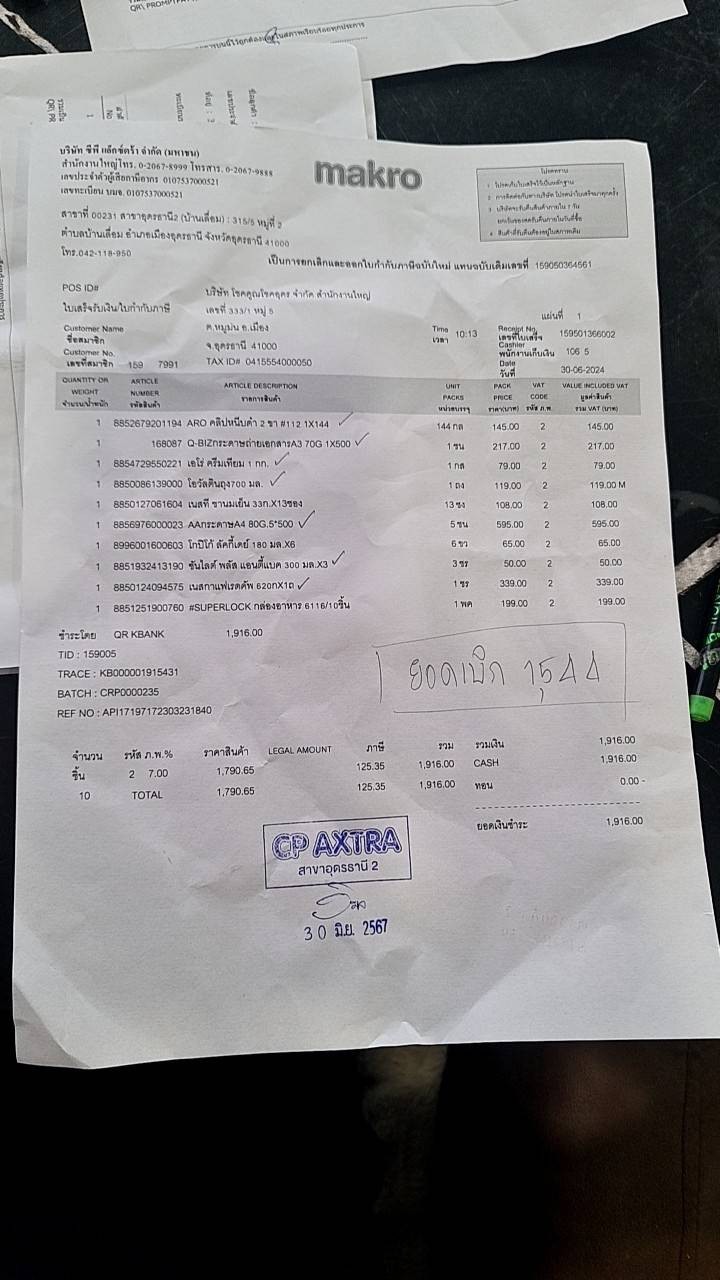 QR\ PROMPT
บริษัท ซีพี แอ็กซ์ตร้า จำกัด (มหาชน)
สำนักงานใหญ่โทร. 0-2067-8999 โทรสาร. 0-2067-9888
เลขประจำตัวผู้เสียภาษีอากร 0107537000521
เลขทะเบียน บมจ. 0107537000521
makro
สาขาที่ 00231 สาขาอุดรธานี2 (บ้านเลื่อม) : 315/5 หมู่ที่ 2
ตำบลบ้านเลื่อม อำเภอเมืองอุดรธานี จังหวัดอุดรธานี 41000
โทร.042-118-950
เป็นการยกเลิกและออกใบกำกับภาษีฉบับใหม่ แทนฉบับเดิมเลขที่ 159050364561
POS ID# บริษัท โชคคูณโชคอุดร จำกัด สำนักงานใหญ่ แผ่นที่ 1
ใบเสร็จรับเงิน/ใบกำกับภาษี เลขที่ 333/1 หมู่ 5
Customer Name ต.หมูม่น อ.เมือง Time 10:13 Receipt No. 159501366002
ชื่อสมาชิก จ.อุดรธานี 41000 เวลา เลขที่ใบเสร็จ
Customer No. Cashier
เลขที่สมาชิก 159 7991 TAX ID# 0415554000050 พนักงานเก็บเงิน 106 5
Date
วันที่ 30-06-2024
QUANTITY OR ARTICLE ARTICLE DESCRIPTION UNIT PACK VAT VALUE INCLUDED VAT
WEIGHT NUMBER รายการสินค้า PACKS PRICE CODE มูลค่าสินค้า
จำนวน/น้ำหนัก รหัสสินค้า หน่วยบรรจุ ราคา(บาท) รหัส ภ.พ. รวม VAT (บาท)
1 8852679201194 ARO คลิปหนีบดำ 2 ขา #112 1X144 144 กล 145.00 2 145.00
1 168087 Q-BIZกระดาษถ่ายเอกสารA3 70G 1X500 1 ชน 217.00 2 217.00
1 8854729550221 เอโร่ ครีมเทียม 1 กก. 1 กส 79.00 2 79.00
1 8850086139000 โอวัลตินถุง700 มล. 1 ถง 119.00 2 119.00 M
1 8850127061604 เนสที ชานมเย็น 33ก.X13ซอง 13 ซง 108.00 2 108.00
1 8856976000023 AAกระดาษA4 80G.5*500 5 ชน 595.00 2 595.00
1 8996001600603 โกปิโก้ ลัคกี้เดย์ 180 มล.X6 6 ขว 65.00 2 65.00
1 8851932413190 ซันไลต์ พลัส แอนตี้แบค 300 มล.X3 3 ซร 50.00 2 50.00
1 8850124094575 เนสกาแฟเรดคัพ 620กX1ถ 1 ซร 339.00 2 339.00
1 8851251900760 #SUPERLOCK กล่องอาหาร 6116/10ชิ้น 1 พค 199.00 2 199.00
ชำระโดย QR KBANK 1,916.00
TID : 159005
TRACE : KB000001915431
BATCH : CRP0000235
REF NO : API17197172303231840
ยอดเบิก 1,544
จำนวน รหัส ภ.พ.% ราคาสินค้า LEGAL AMOUNT ภาษี รวม รวมเงิน 1,916.00
ชิ้น 2 7.00 1,790.65 125.35 1,916.00 CASH 1,916.00
10 TOTAL 1,790.65 125.35 1,916.00 ทอน 0.00 -
ยอดเงินชำระ 1,916.00
CP AXTRA
สาขาอุดรธานี 2
30 มิ.ย. 2567